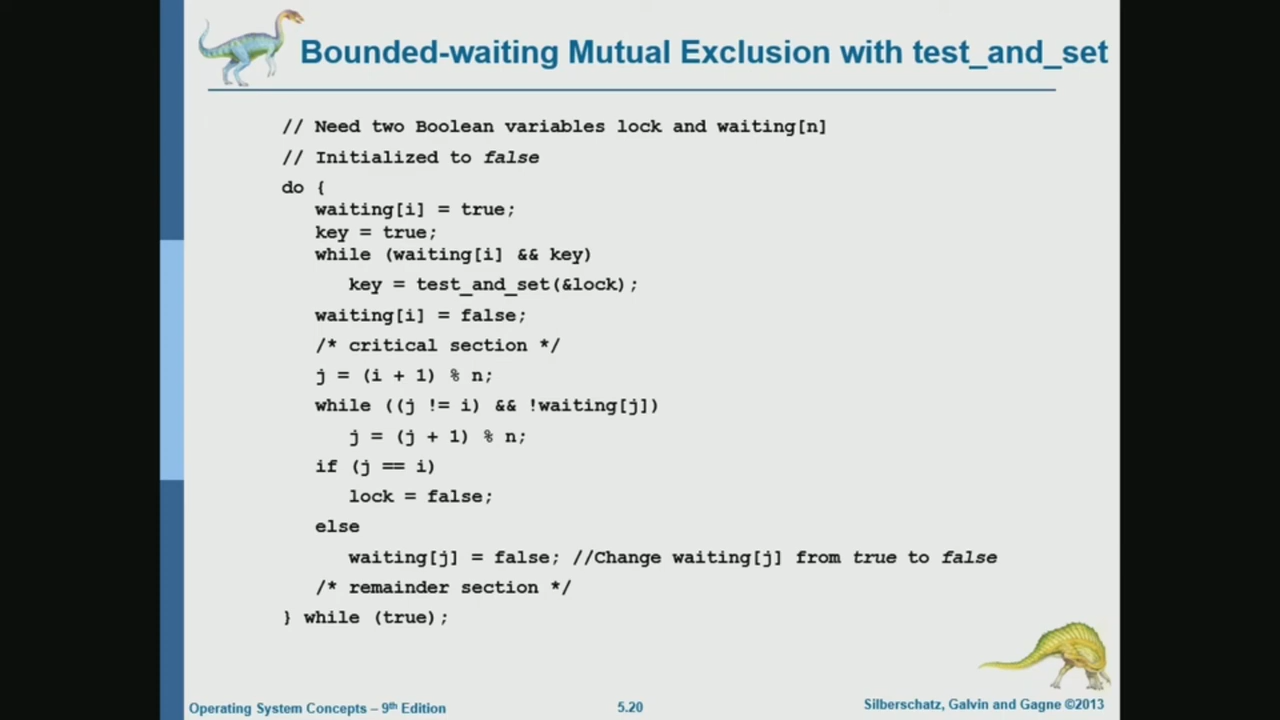 Bounded-waiting Mutual Exclusion with test_and_set
// Need two Boolean variables lock and waiting[n]
// Initialized to false
do {
waiting[i] = true;
key = true;
while (waiting[i] && key)
key = test_and_set(&lock);
waiting[i] = false;
/* critical section */
j = (i + 1) % n;
while ((j != i) && !waiting[j])
j = (j + 1) % n;
if (j == i)
lock = false;
else
waiting[j] = false; //Change waiting[j] from true to false
/* remainder section */
} while (true);
Operating System Concepts – 9th Edition
5.20
Silberschatz, Galvin and Gagne ©2013